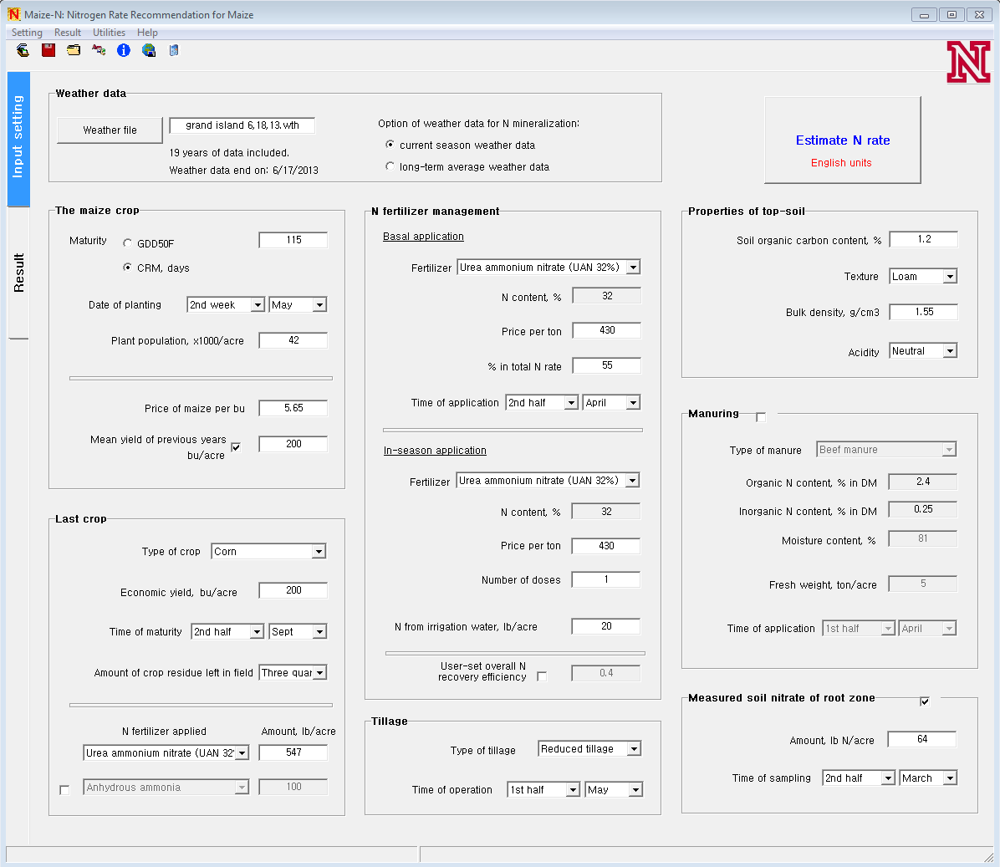 Maize-N: Nitrogen Rate Recommendation for Maize
Setting Result Utilities Help
N
Input setting
Result
Weather data
Weather file
grand island 6,18,13.wth
19 years of data included.
Weather data end on: 6/17/2013
Option of weather data for N mineralization:
current season weather data
long-term average weather data
Estimate N rate
English units
The maize crop
Maturity
GDD50F
115
CRM, days
Date of planting 2nd week May
Plant population, x1000/acre 42
Price of maize per bu 5.65
Mean yield of previous years
bu/acre
200
Last crop
Type of crop Corn
Economic yield, bu/acre 200
Time of maturity 2nd half Sept
Amount of crop residue left in field Three quar
N fertilizer applied Amount, lb/acre
Urea ammonium nitrate (UAN 32% 547
Anhydrous ammonia 100
N fertilizer management
Basal application
Fertilizer Urea ammonium nitrate (UAN 32%)
N content, % 32
Price per ton 430
% in total N rate 55
Time of application 2nd half April
In-season application
Fertilizer Urea ammonium nitrate (UAN 32%)
N content, % 32
Price per ton 430
Number of doses 1
N from irrigation water, lb/acre 20
User-set overall N
recovery efficiency
0.4
Tillage
Type of tillage Reduced tillage
Time of operation 1st half May
Properties of top-soil
Soil organic carbon content, % 1.2
Texture Loam
Bulk density, g/cm3 1.55
Acidity Neutral
Manuring
Type of manure Beef manure
Organic N content, % in DM 2.4
Inorganic N content, % in DM 0.25
Moisture content, % 81
Fresh weight, ton/acre 5
Time of application 1st half April
Measured soil nitrate of root zone
Amount, lb N/acre 64
Time of sampling 2nd half March